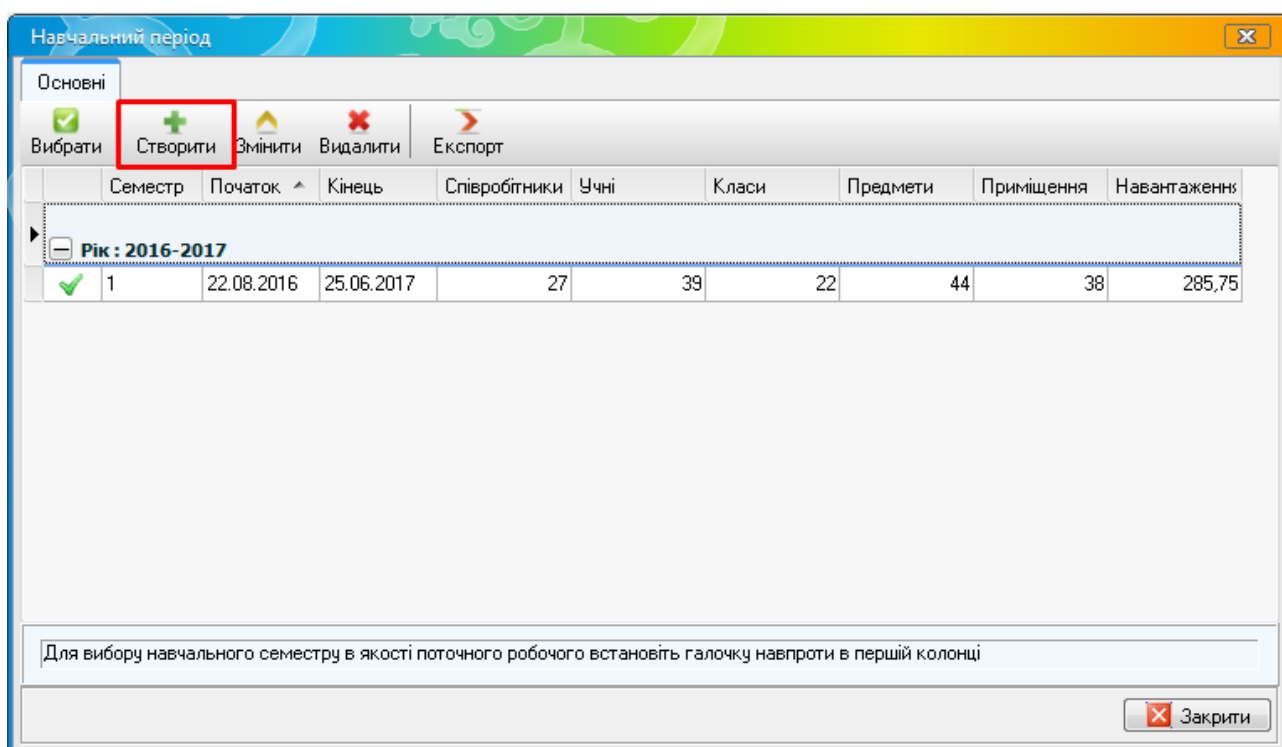 Навчальний період
Основні
Вибрати Створити Змінити Видалити Експорт
Семестр Початок Кінець Співробітники Учні Класи Предмети Приміщення Навантаженн
Рік : 2016-2017
1 22.08.2016 25.06.2017 27 39 22 44 38 285,75
Для вибору навчального семестру в якості поточного робочого встановіть галочку навпроти в першій колонці
Закрити